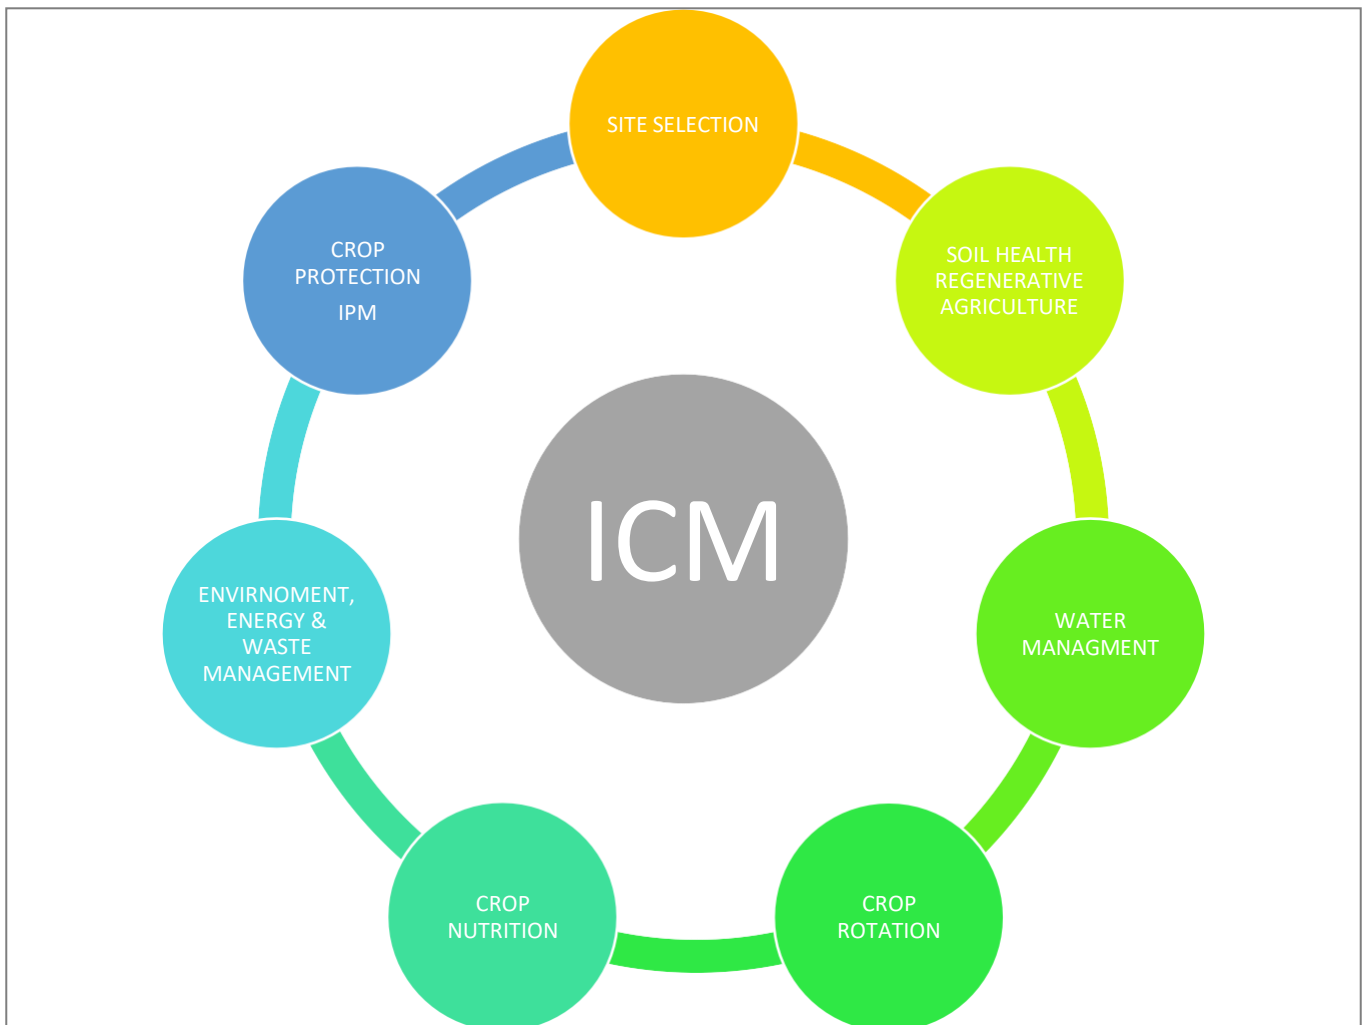 SITE SELECTION
SOIL HEALTH
REGENERATIVE
AGRICULTURE
WATER
MANAGMENT
CROP
ROTATION
CROP
NUTRITION
ENVIRNOMENT,
ENERGY &
WASTE
MANAGEMENT
CROP
PROTECTION
IPM
ICM